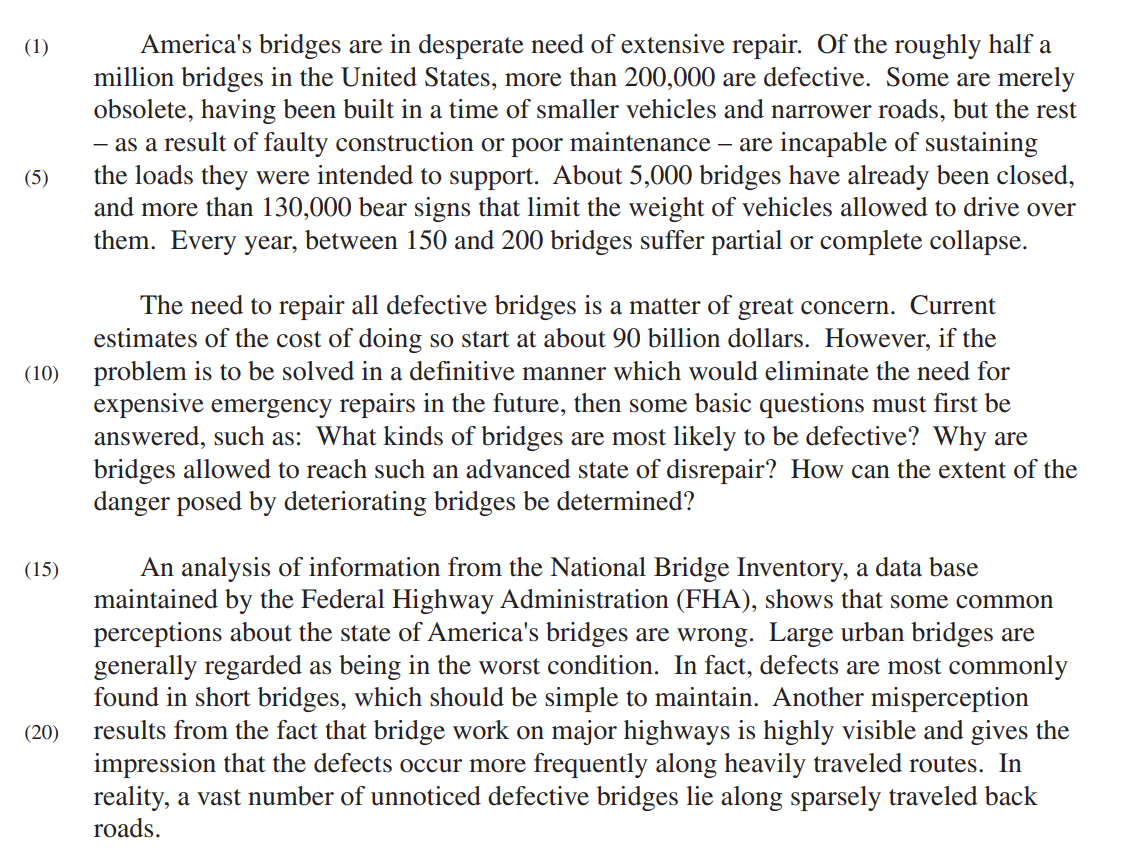 (1) America's bridges are in desperate need of extensive repair. Of the roughly half a
million bridges in the United States, more than 200,000 are defective. Some are merely
obsolete, having been built in a time of smaller vehicles and narrower roads, but the rest
– as a result of faulty construction or poor maintenance – are incapable of sustaining
(5) the loads they were intended to support. About 5,000 bridges have already been closed,
and more than 130,000 bear signs that limit the weight of vehicles allowed to drive over
them. Every year, between 150 and 200 bridges suffer partial or complete collapse.
The need to repair all defective bridges is a matter of great concern. Current
estimates of the cost of doing so start at about 90 billion dollars. However, if the
(10) problem is to be solved in a definitive manner which would eliminate the need for
expensive emergency repairs in the future, then some basic questions must first be
answered, such as: What kinds of bridges are most likely to be defective? Why are
bridges allowed to reach such an advanced state of disrepair? How can the extent of the
danger posed by deteriorating bridges be determined?
(15) An analysis of information from the National Bridge Inventory, a data base
maintained by the Federal Highway Administration (FHA), shows that some common
perceptions about the state of America's bridges are wrong. Large urban bridges are
generally regarded as being in the worst condition. In fact, defects are most commonly
found in short bridges, which should be simple to maintain. Another misperception
(20) results from the fact that bridge work on major highways is highly visible and gives the
impression that the defects occur more frequently along heavily traveled routes. In
reality, a vast number of unnoticed defective bridges lie along sparsely traveled back
roads.